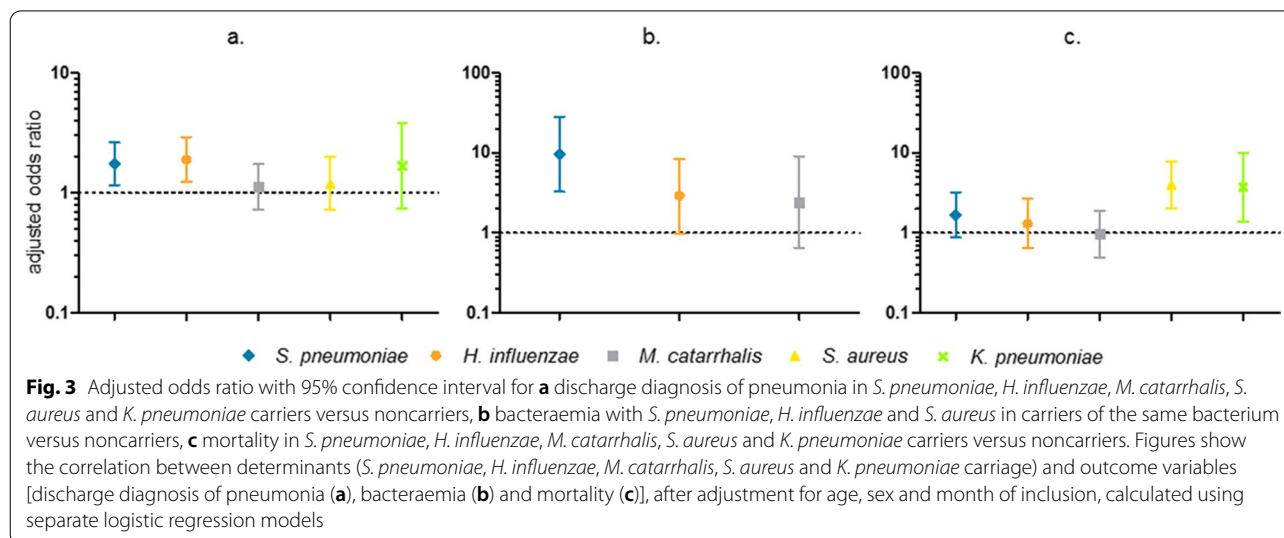 a. b. c.
10 100 100
10 10
adjusted odds ratio
1 1 1
0.1 0.1 0.1
S. pneumoniae H. influenzae M. catarrhalis S. aureus K. pneumoniae
Fig. 3 Adjusted odds ratio with 95% confidence interval for a discharge diagnosis of pneumonia in S. pneumoniae, H. influenzae, M. catarrhalis, S.
aureus and K. pneumoniae carriers versus noncarriers, b bacteraemia with S. pneumoniae, H. influenzae and S. aureus in carriers of the same bacterium
versus noncarriers, c mortality in S. pneumoniae, H. influenzae, M. catarrhalis, S. aureus and K. pneumoniae carriers versus noncarriers. Figures show
the correlation between determinants (S. pneumoniae, H. influenzae, M. catarrhalis, S. aureus and K. pneumoniae carriage) and outcome variables
[discharge diagnosis of pneumonia (a), bacteraemia (b) and mortality (c)], after adjustment for age, sex and month of inclusion, calculated using
separate logistic regression models